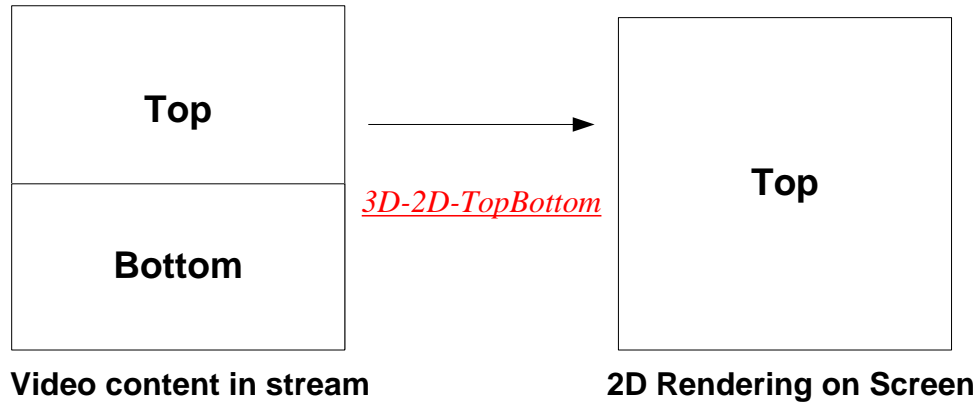 Top
Bottom
3D-2D-TopBottom
Top
Video content in stream
2D Rendering on Screen